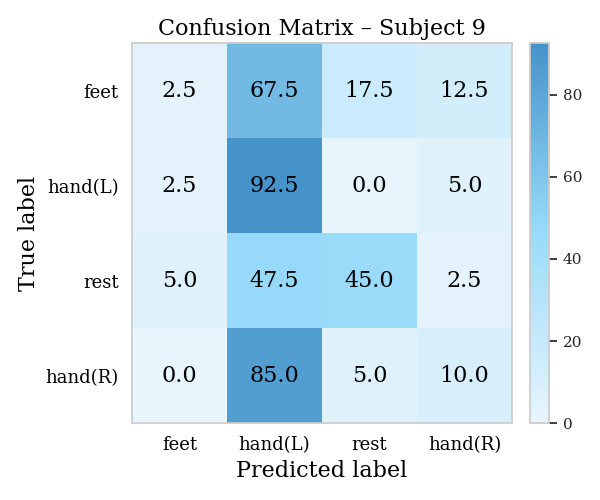 Confusion Matrix – Subject 9
True label
feet 2.5 67.5 17.5 12.5
hand(L) 2.5 92.5 0.0 5.0
rest 5.0 47.5 45.0 2.5
hand(R) 0.0 85.0 5.0 10.0
feet hand(L) rest hand(R)
Predicted label
80
60
40
20
0